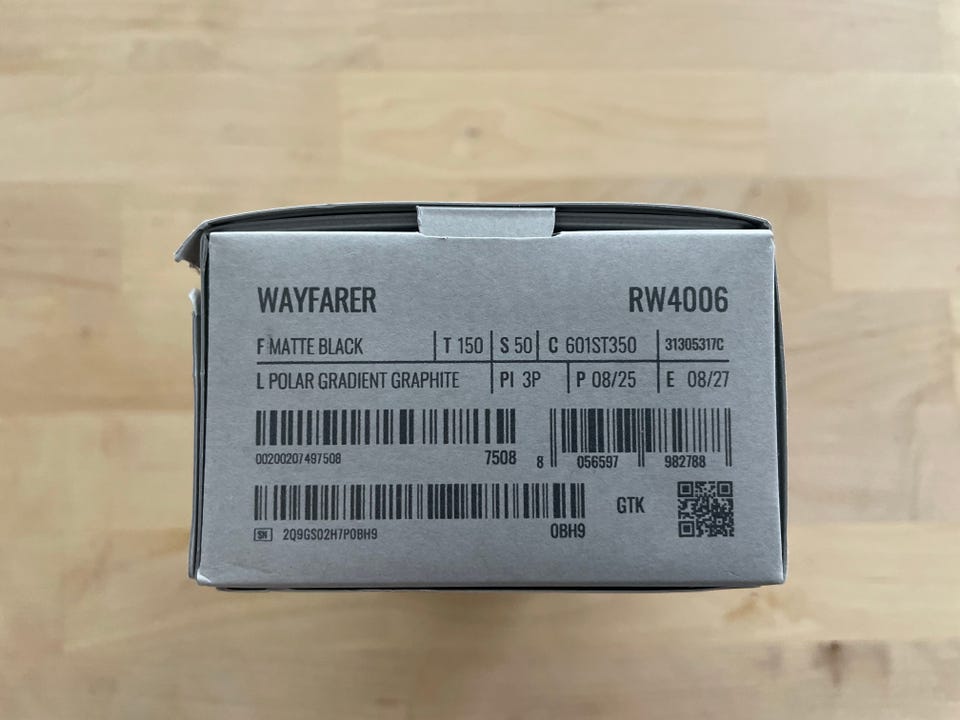 WAYFARER RW4006
F MATTE BLACK T 150 S 50 C 601ST350 31305317C
L POLAR GRADIENT GRAPHITE PI 3P P 08/25 E 08/27
00200207497508 7508 8 056597 982788
SN 2Q9GS02H7P0BH9 0BH9 GTK